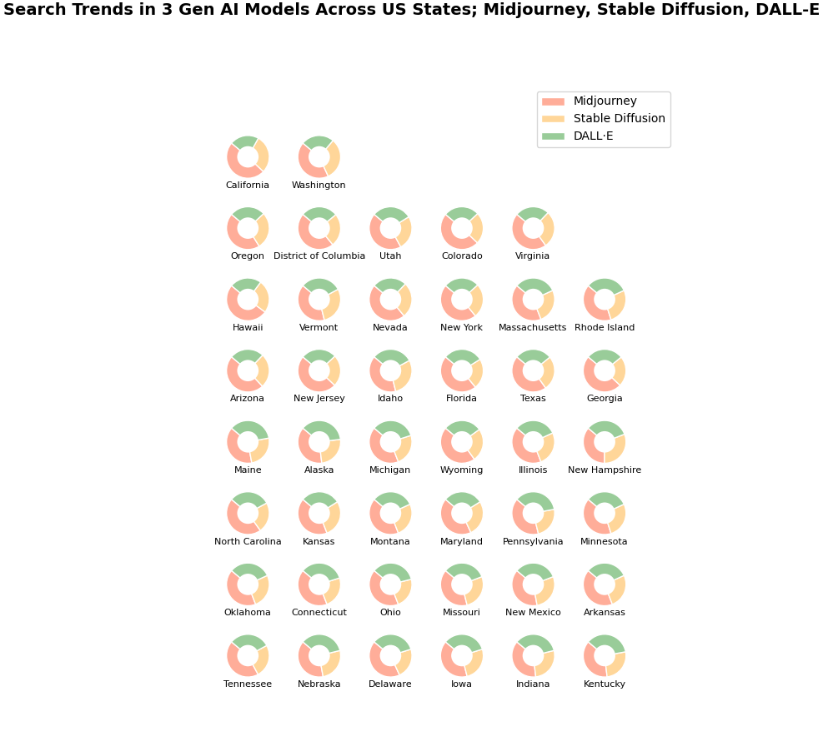 Search Trends in 3 Gen AI Models Across US States; Midjourney, Stable Diffusion, DALL-E
Midjourney
Stable Diffusion
DALL·E
California
Washington
Oregon
District of Columbia
Utah
Colorado
Virginia
Hawaii
Vermont
Nevada
New York
Massachusetts
Rhode Island
Arizona
New Jersey
Idaho
Florida
Texas
Georgia
Maine
Alaska
Michigan
Wyoming
Illinois
New Hampshire
North Carolina
Kansas
Montana
Maryland
Pennsylvania
Minnesota
Oklahoma
Connecticut
Ohio
Missouri
New Mexico
Arkansas
Tennessee
Nebraska
Delaware
Iowa
Indiana
Kentucky